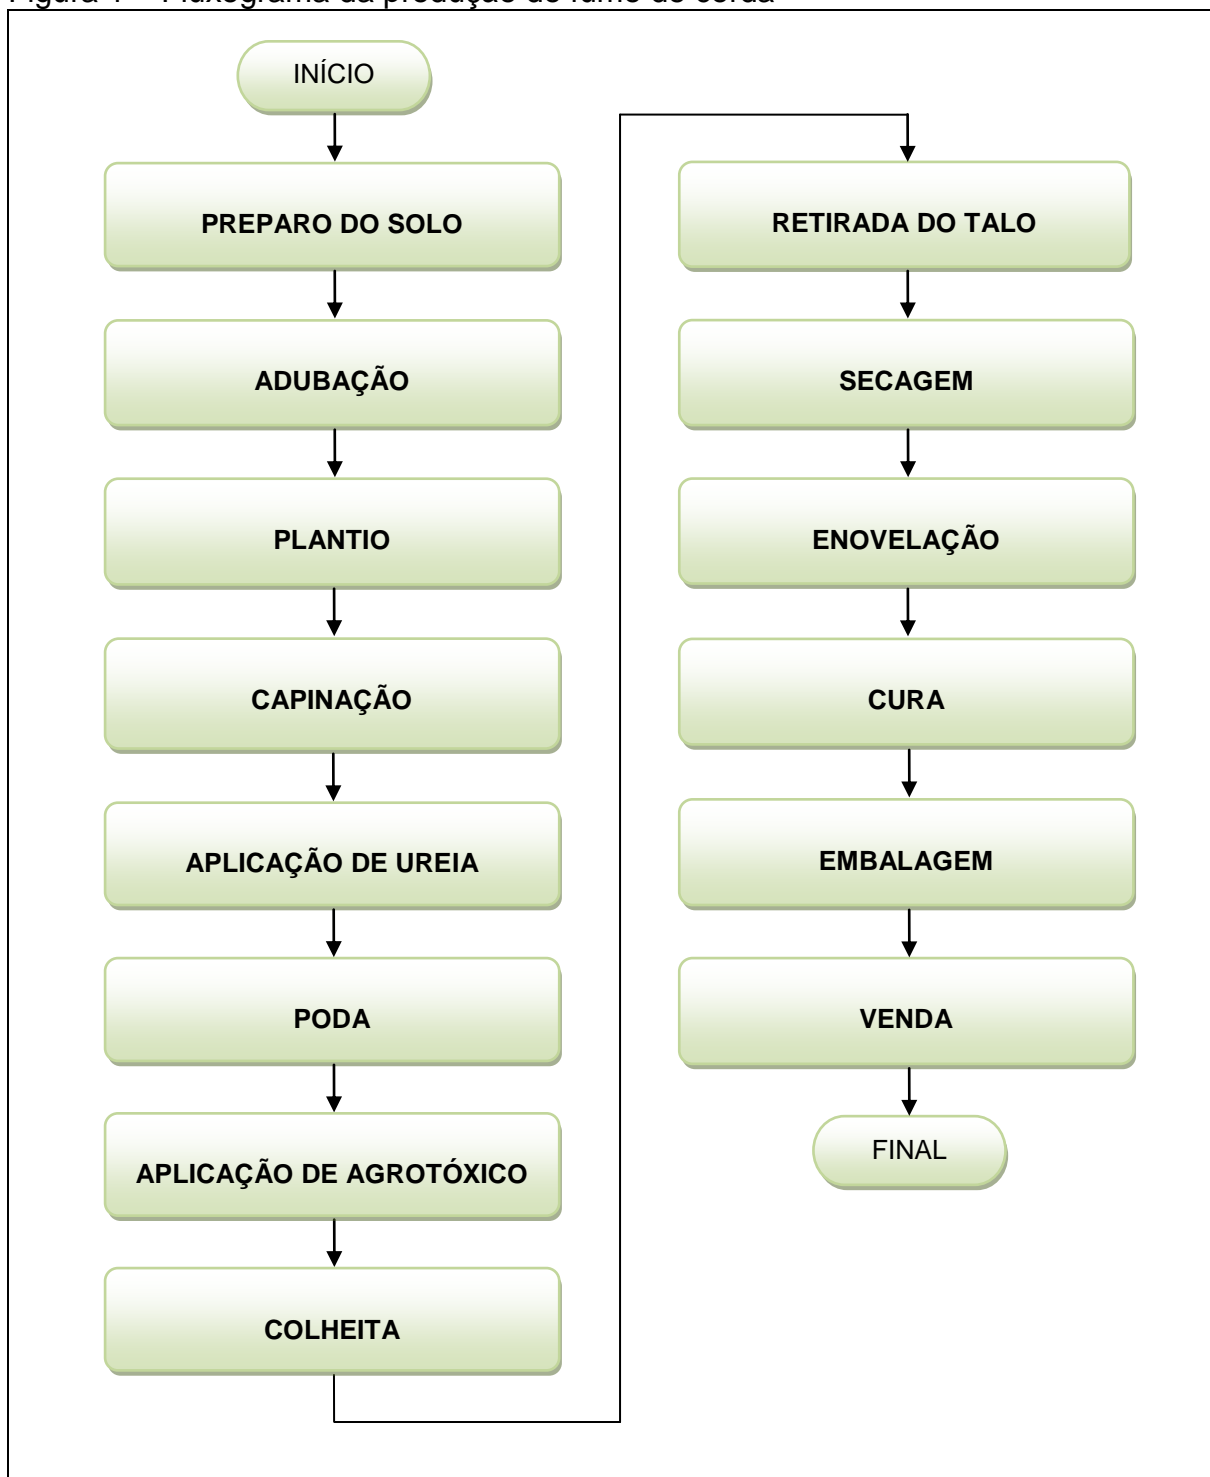 INÍCIO
PREPARO DO SOLO
ADUBAÇÃO
PLANTIO
CAPINAÇÃO
APLICAÇÃO DE UREIA
PODA
APLICAÇÃO DE AGROTÓXICO
COLHEITA
RETIRADA DO TALO
SECAGEM
ENOVELAÇÃO
CURA
EMBALAGEM
VENDA
FINAL